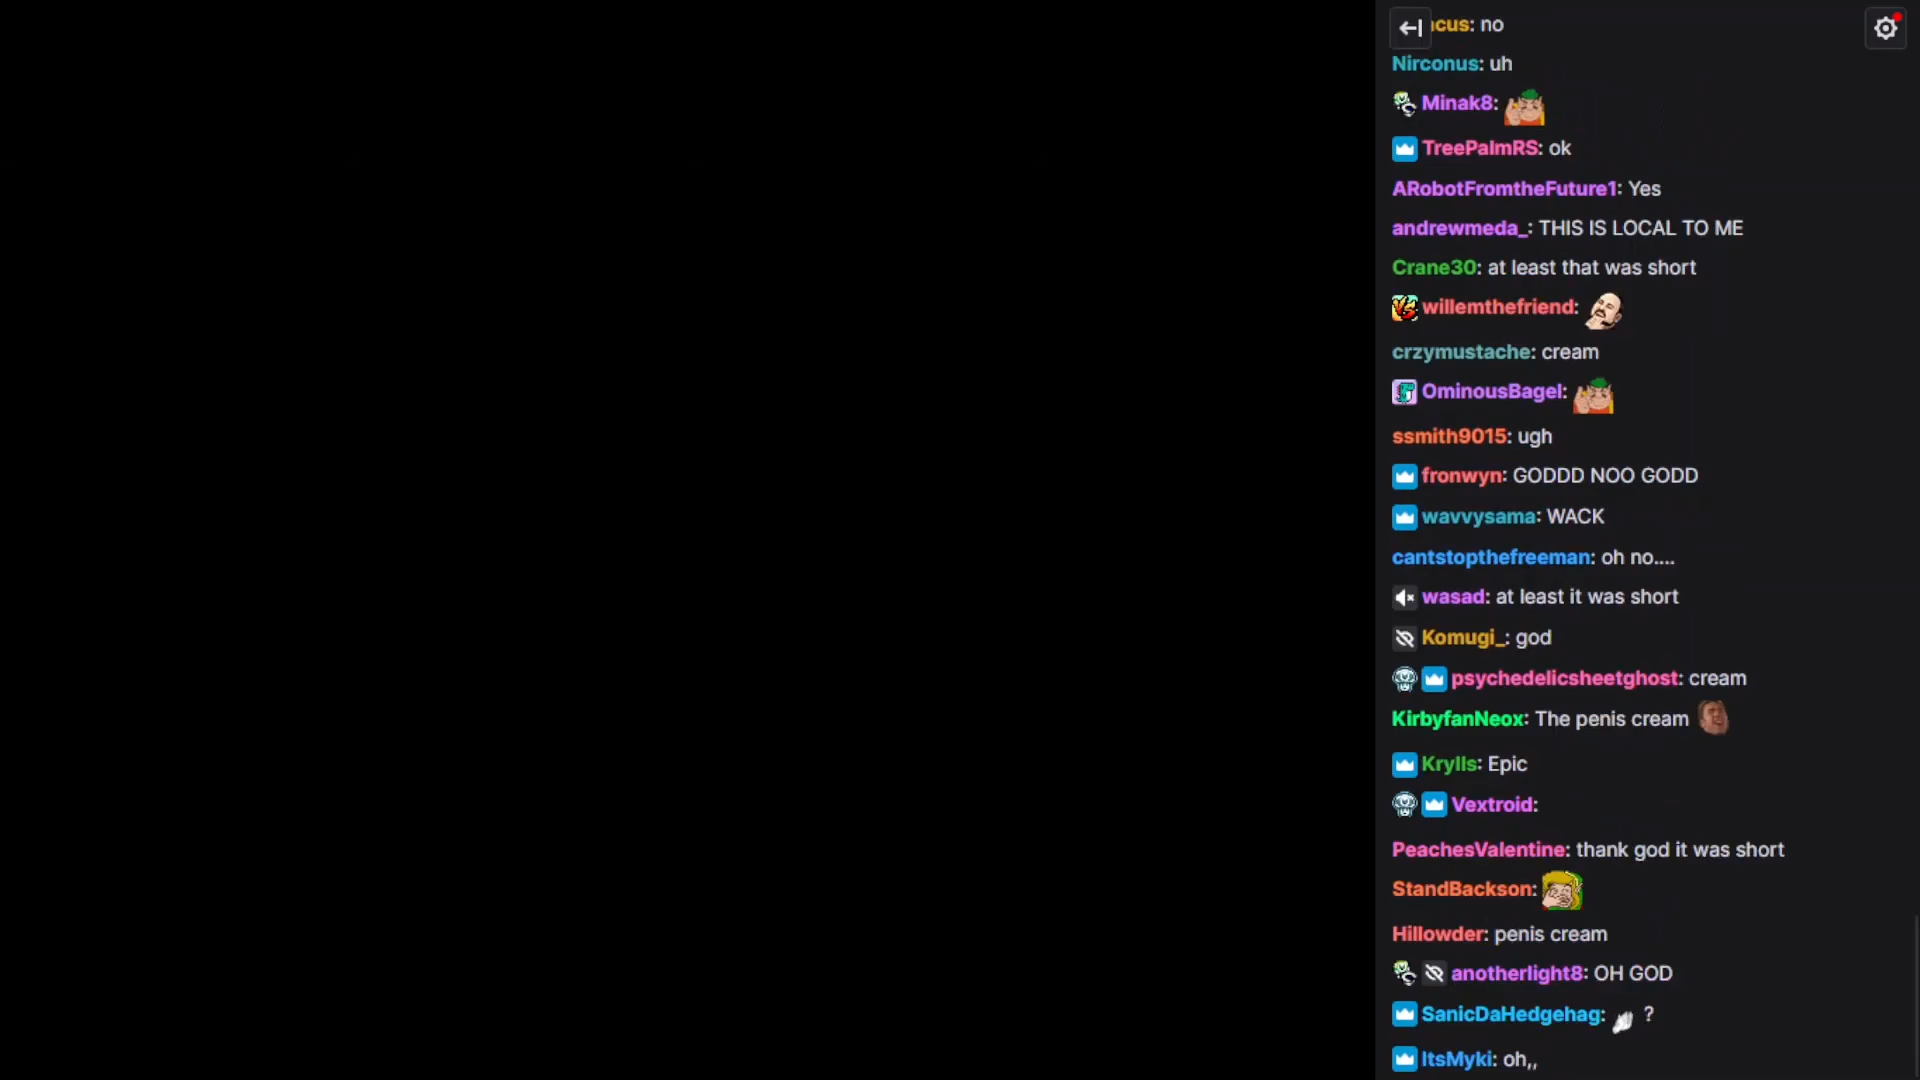 cus: no
Nirconus: uh
Minak8:
TreePalmRS: ok
ARobotFromtheFuture1: Yes
andrewmeda_: THIS IS LOCAL TO ME
Crane30: at least that was short
willemthefriend:
crzymustache: cream
OminousBagel:
ssmith9015: ugh
fronwyn: GODDD NOO GODD
wavvysama: WACK
cantstopthefreeman: oh no....
wasad: at least it was short
Komugi_: god
psychedelicsheetghost: cream
KirbyfanNeox: The penis cream
Krylls: Epic
Vextroid:
PeachesValentine: thank god it was short
StandBackson:
Hillowder: penis cream
anotherlight8: OH GOD
SanicDaHedgehag: ?
ItsMyki: oh,,